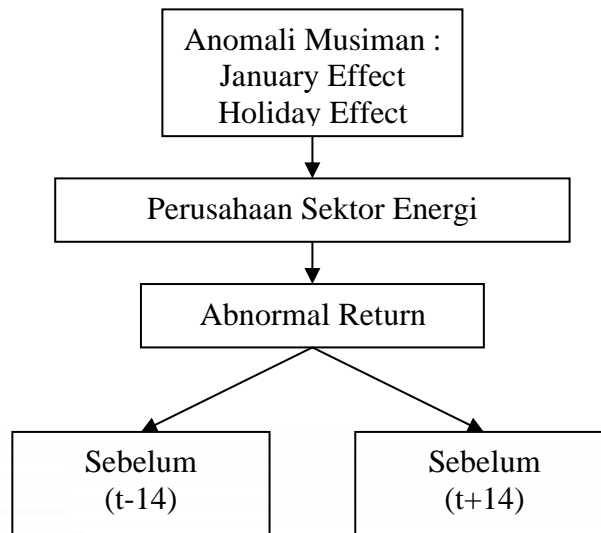 Anomali Musiman :
January Effect
Holiday Effect
Perusahaan Sektor Energi
Abnormal Return
Sebelum
(t-14)
Sebelum
(t+14)